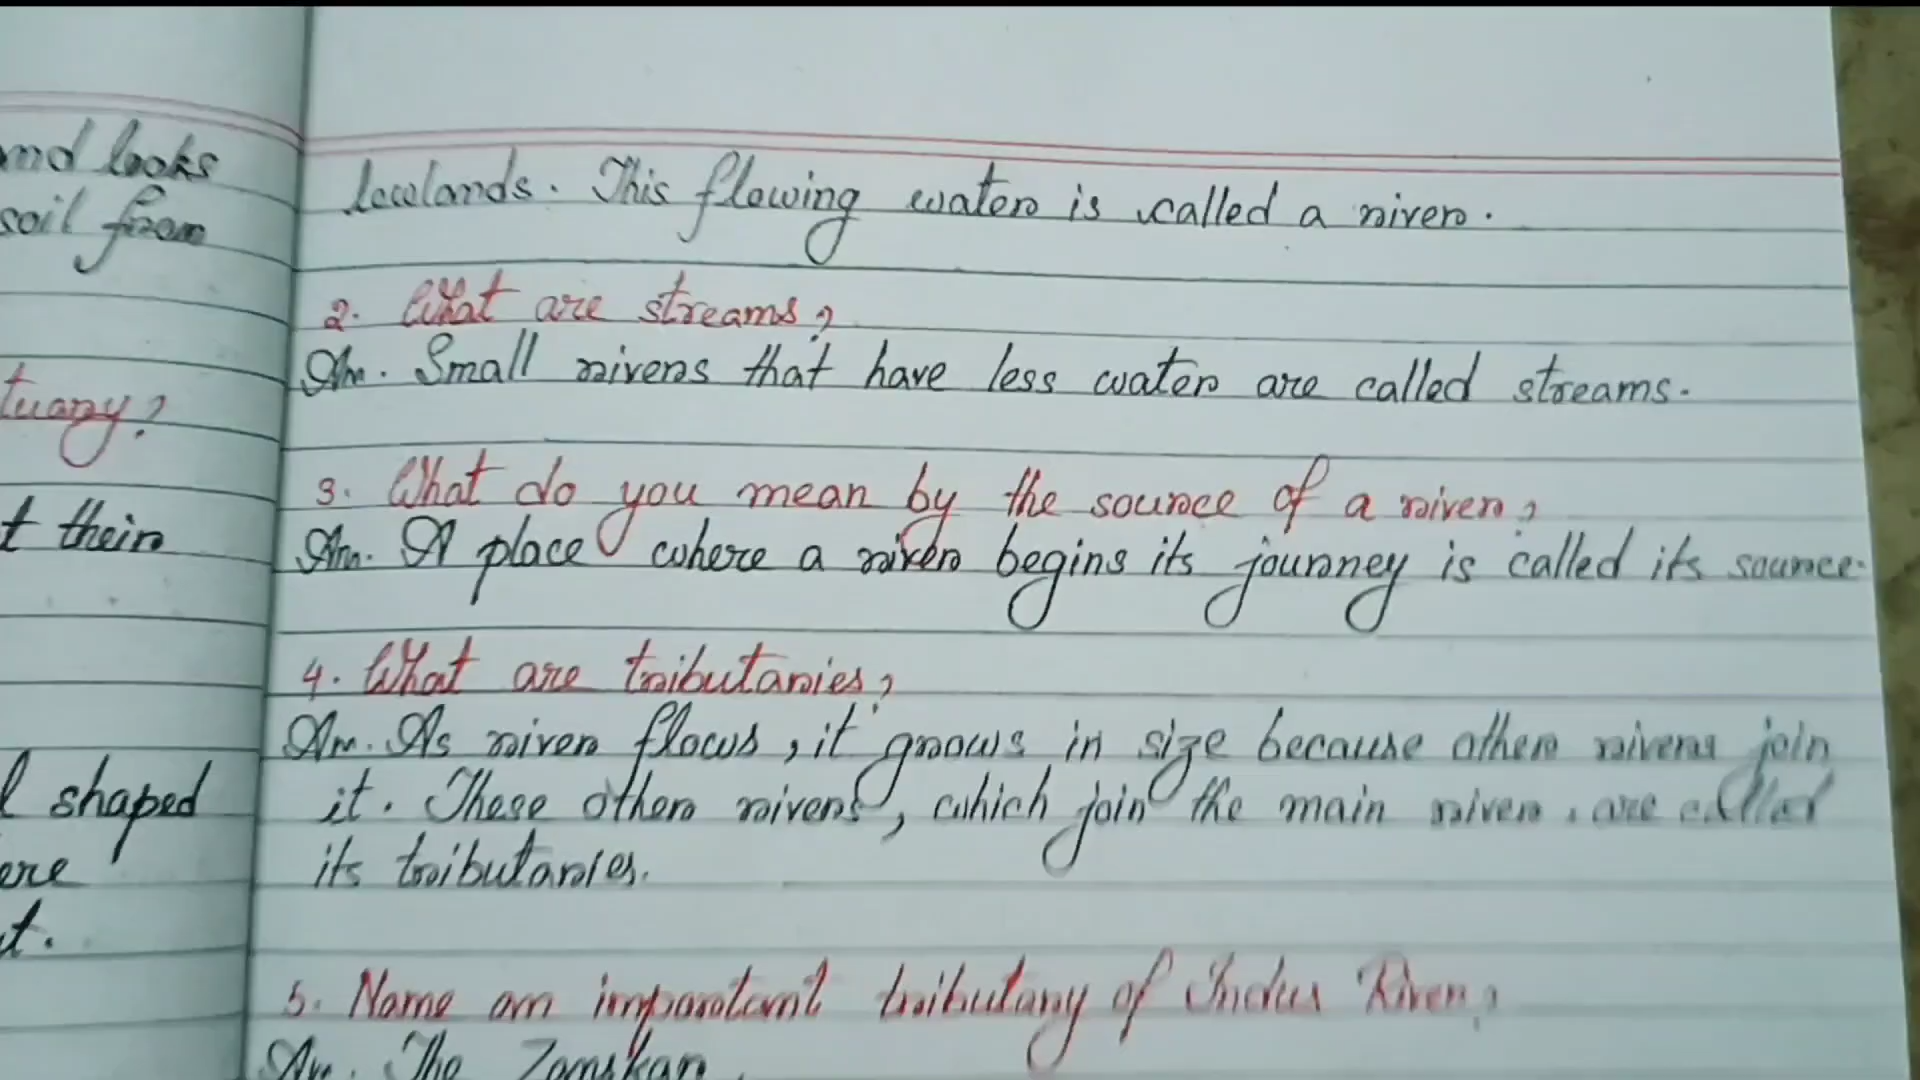 and looks
soil from
tuary?
t their
l shaped
ere
t.
lowlands. This flowing water is called a river.
2. What are streams?
Ans. Small rivers that have less water are called streams.
3. What do you mean by the source of a river?
Ans. A place where a river begins its journey is called its source.
4. What are tributaries?
Ans. As river flows, it grows in size because other rivers join
it. These other rivers, which join the main river, are called
its tributaries.
5. Name an important tributary of Indus River?
Ans. The Zanskar.